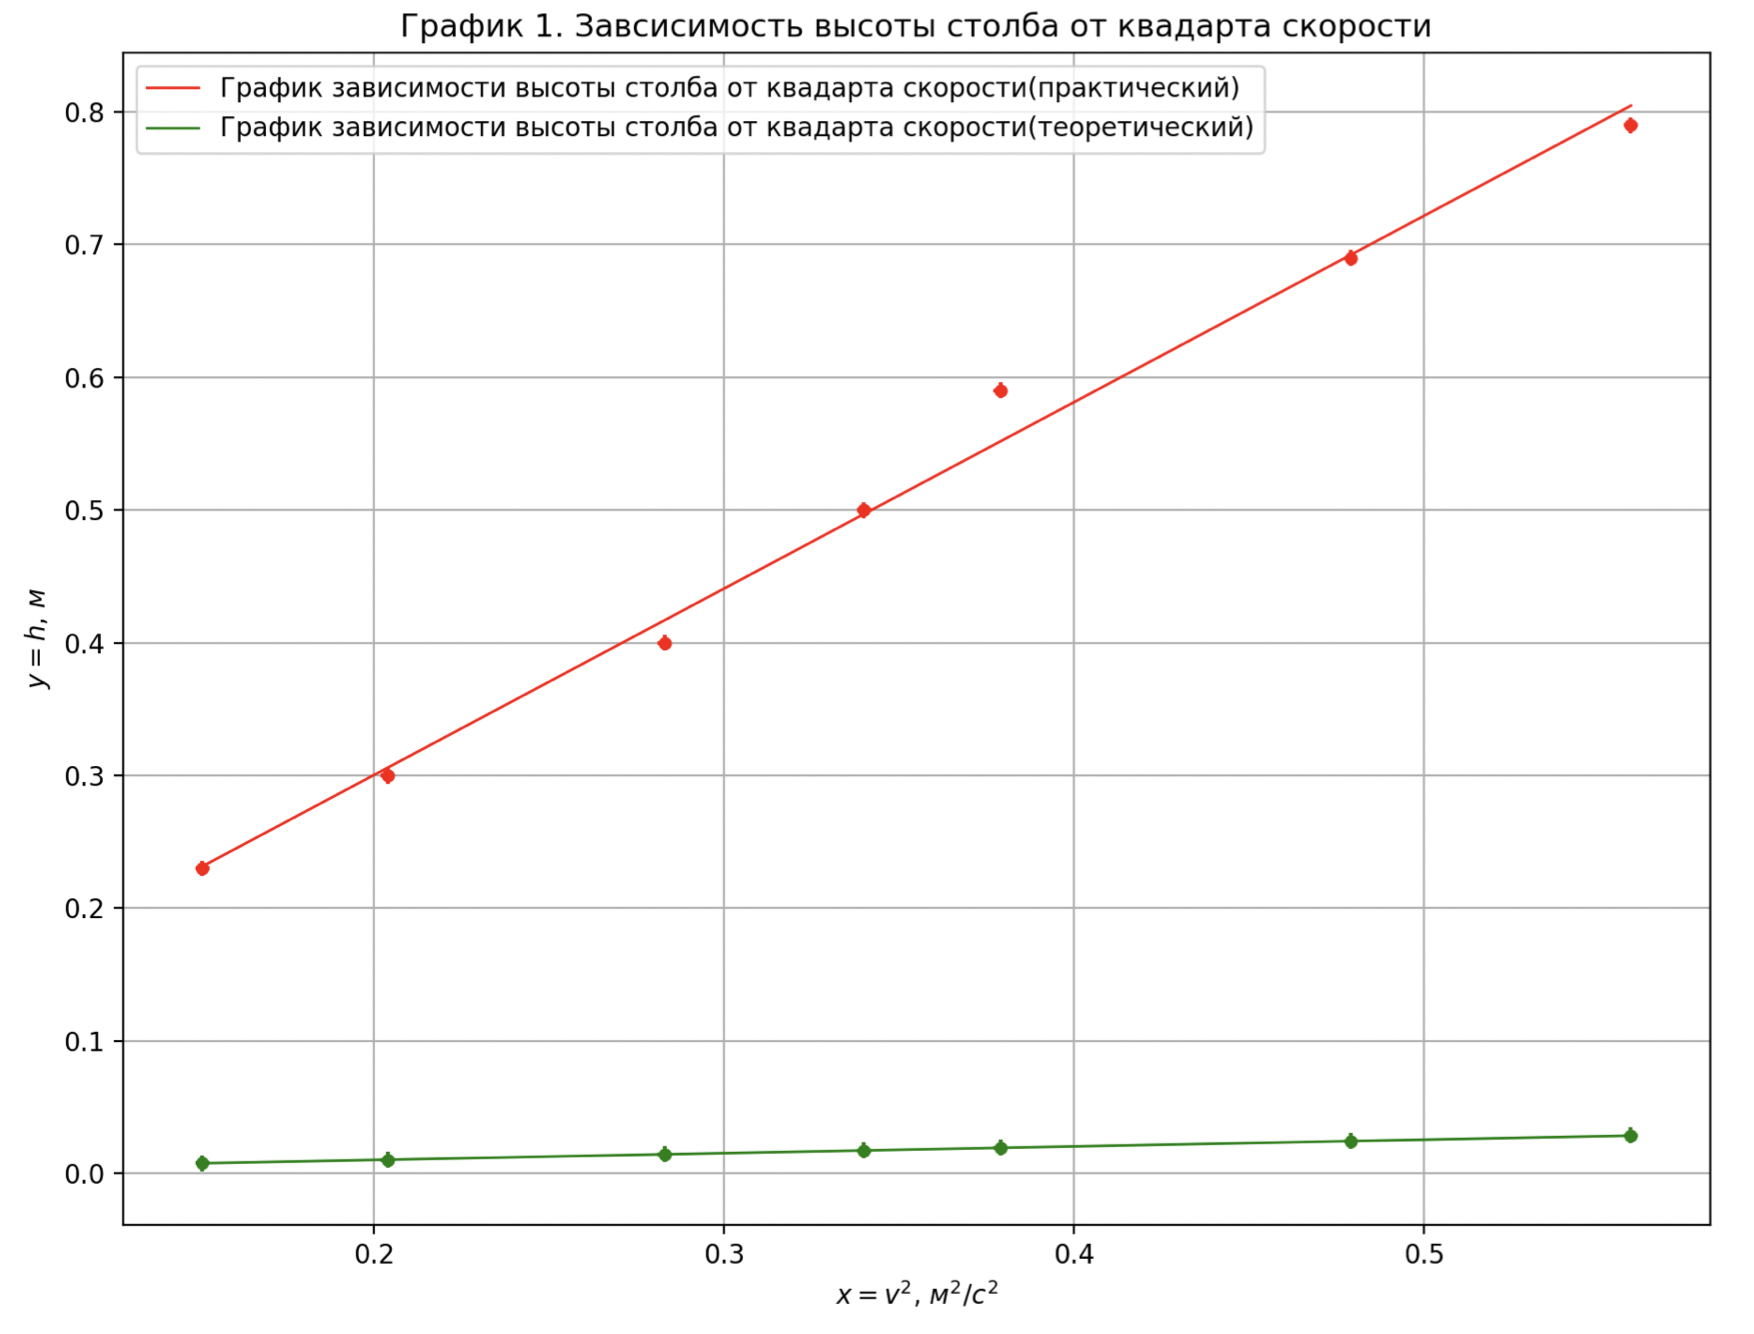 График 1. Завсисимость высоты столба от квадарта скорости
График зависимости высоты столба от квадарта скорости(практический)
График зависимости высоты столба от квадарта скорости(теоретический)
0.8
0.7
0.6
0.5
0.4
0.3
0.2
0.1
0.0
y = h, м
0.2 0.3 0.4 0.5
x = v², м²/с²